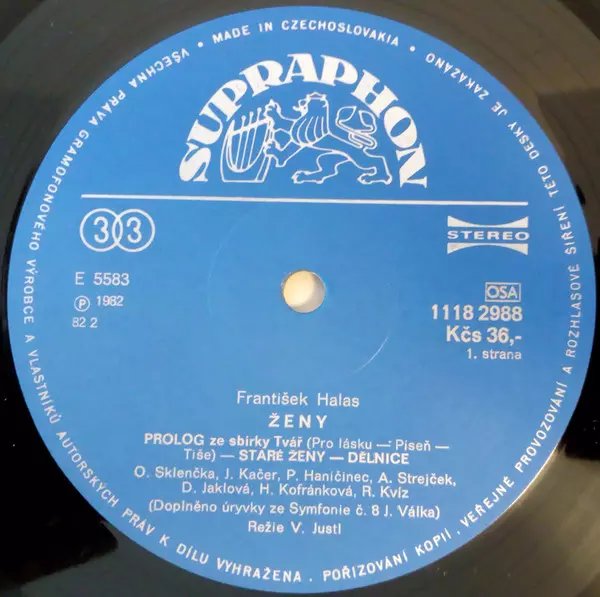 VŠECHNA PRÁVA GRAMOFONOVÉHO VÝROBCE A VLASTNÍKŮ AUTORSKÝCH PRÁV K DÍLU VYHRAŽENA . POŘIZOVÁNÍ KOPIÍ, VEŘEJNÉ PROVOZOVÁNÍ A ROZHLASOVÉ ŠÍŘENÍ TÉTO DESKY JE ZAKÁZÁNO
• MADE IN CZECHOSLOVAKIA •
SUPRAPHON
33
STEREO
E 5583
℗ 1982
82 2
OSA
1118 2988
Kčs 36,-
1. strana
František Halas
ŽENY
PROLOG ze sbírky Tvář (Pro lásku — Píseň —
Tiše) — STARÉ ŽENY — DĚLNICE
O. Sklenčka, J. Kačer, P. Haničinec, A. Strejček,
D. Jaklová, H. Kofránková, R. Kvíz
(Doplněno úryvky ze Symfonie č. 8 J. Válka)
Režie V. Justl